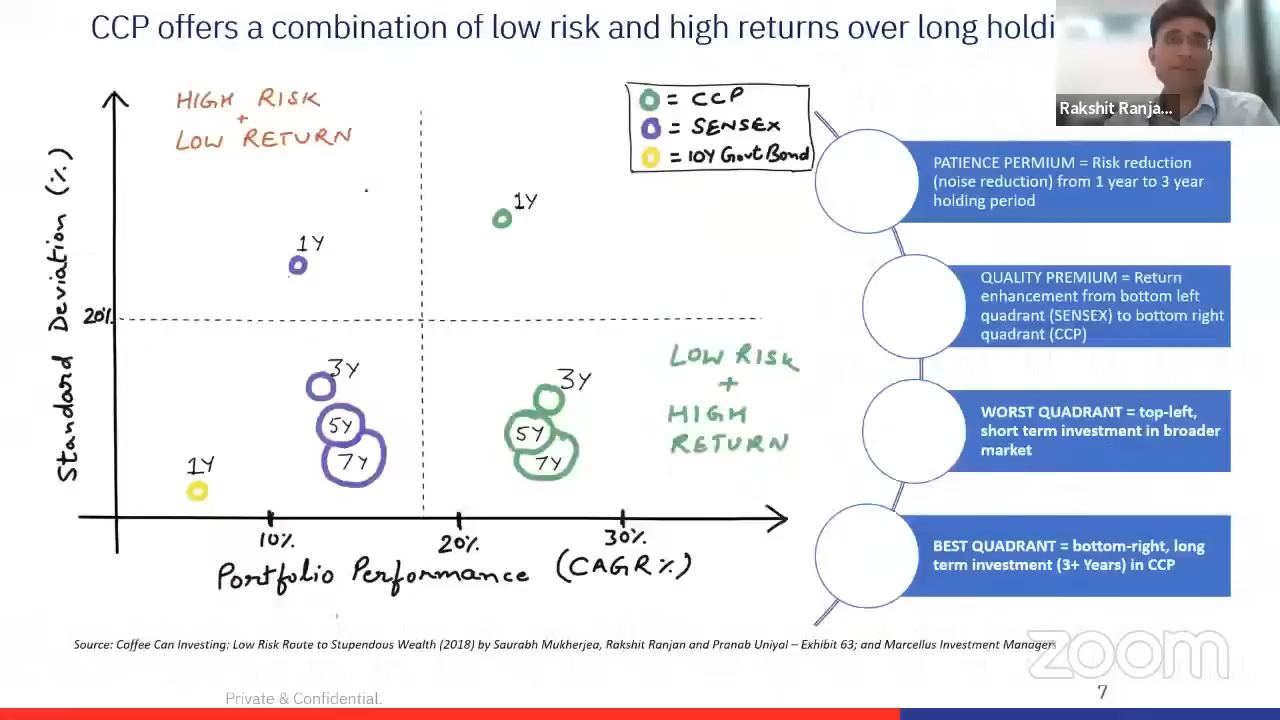 CCP offers a combination of low risk and high returns over long holdi
Rakshit Ranja...
HIGH RISK
+
LOW RETURN
= CCP
= SENSEX
= 10Y Govt Bond
Standard Deviation (%)
20%
1Y
1Y
3Y
5Y
7Y
3Y
5Y
7Y
1Y
LOW RISK
+
HIGH
RETURN
10%
20%
30%
Portfolio Performance (CAGR %)
PATIENCE PERMIUM = Risk reduction
(noise reduction) from 1 year to 3 year
holding period
QUALITY PREMIUM = Return
enhancement from bottom left
quadrant (SENSEX) to bottom right
quadrant (CCP)
WORST QUADRANT = top-left,
short term investment in broader
market
BEST QUADRANT = bottom-right, long
term investment (3+ Years) in CCP
Source: Coffee Can Investing: Low Risk Route to Stupendous Wealth (2018) by Saurabh Mukherjea, Rakshit Ranjan and Pranab Uniyal – Exhibit 63; and Marcellus Investment Managers
zoom
Private & Confidential.
7